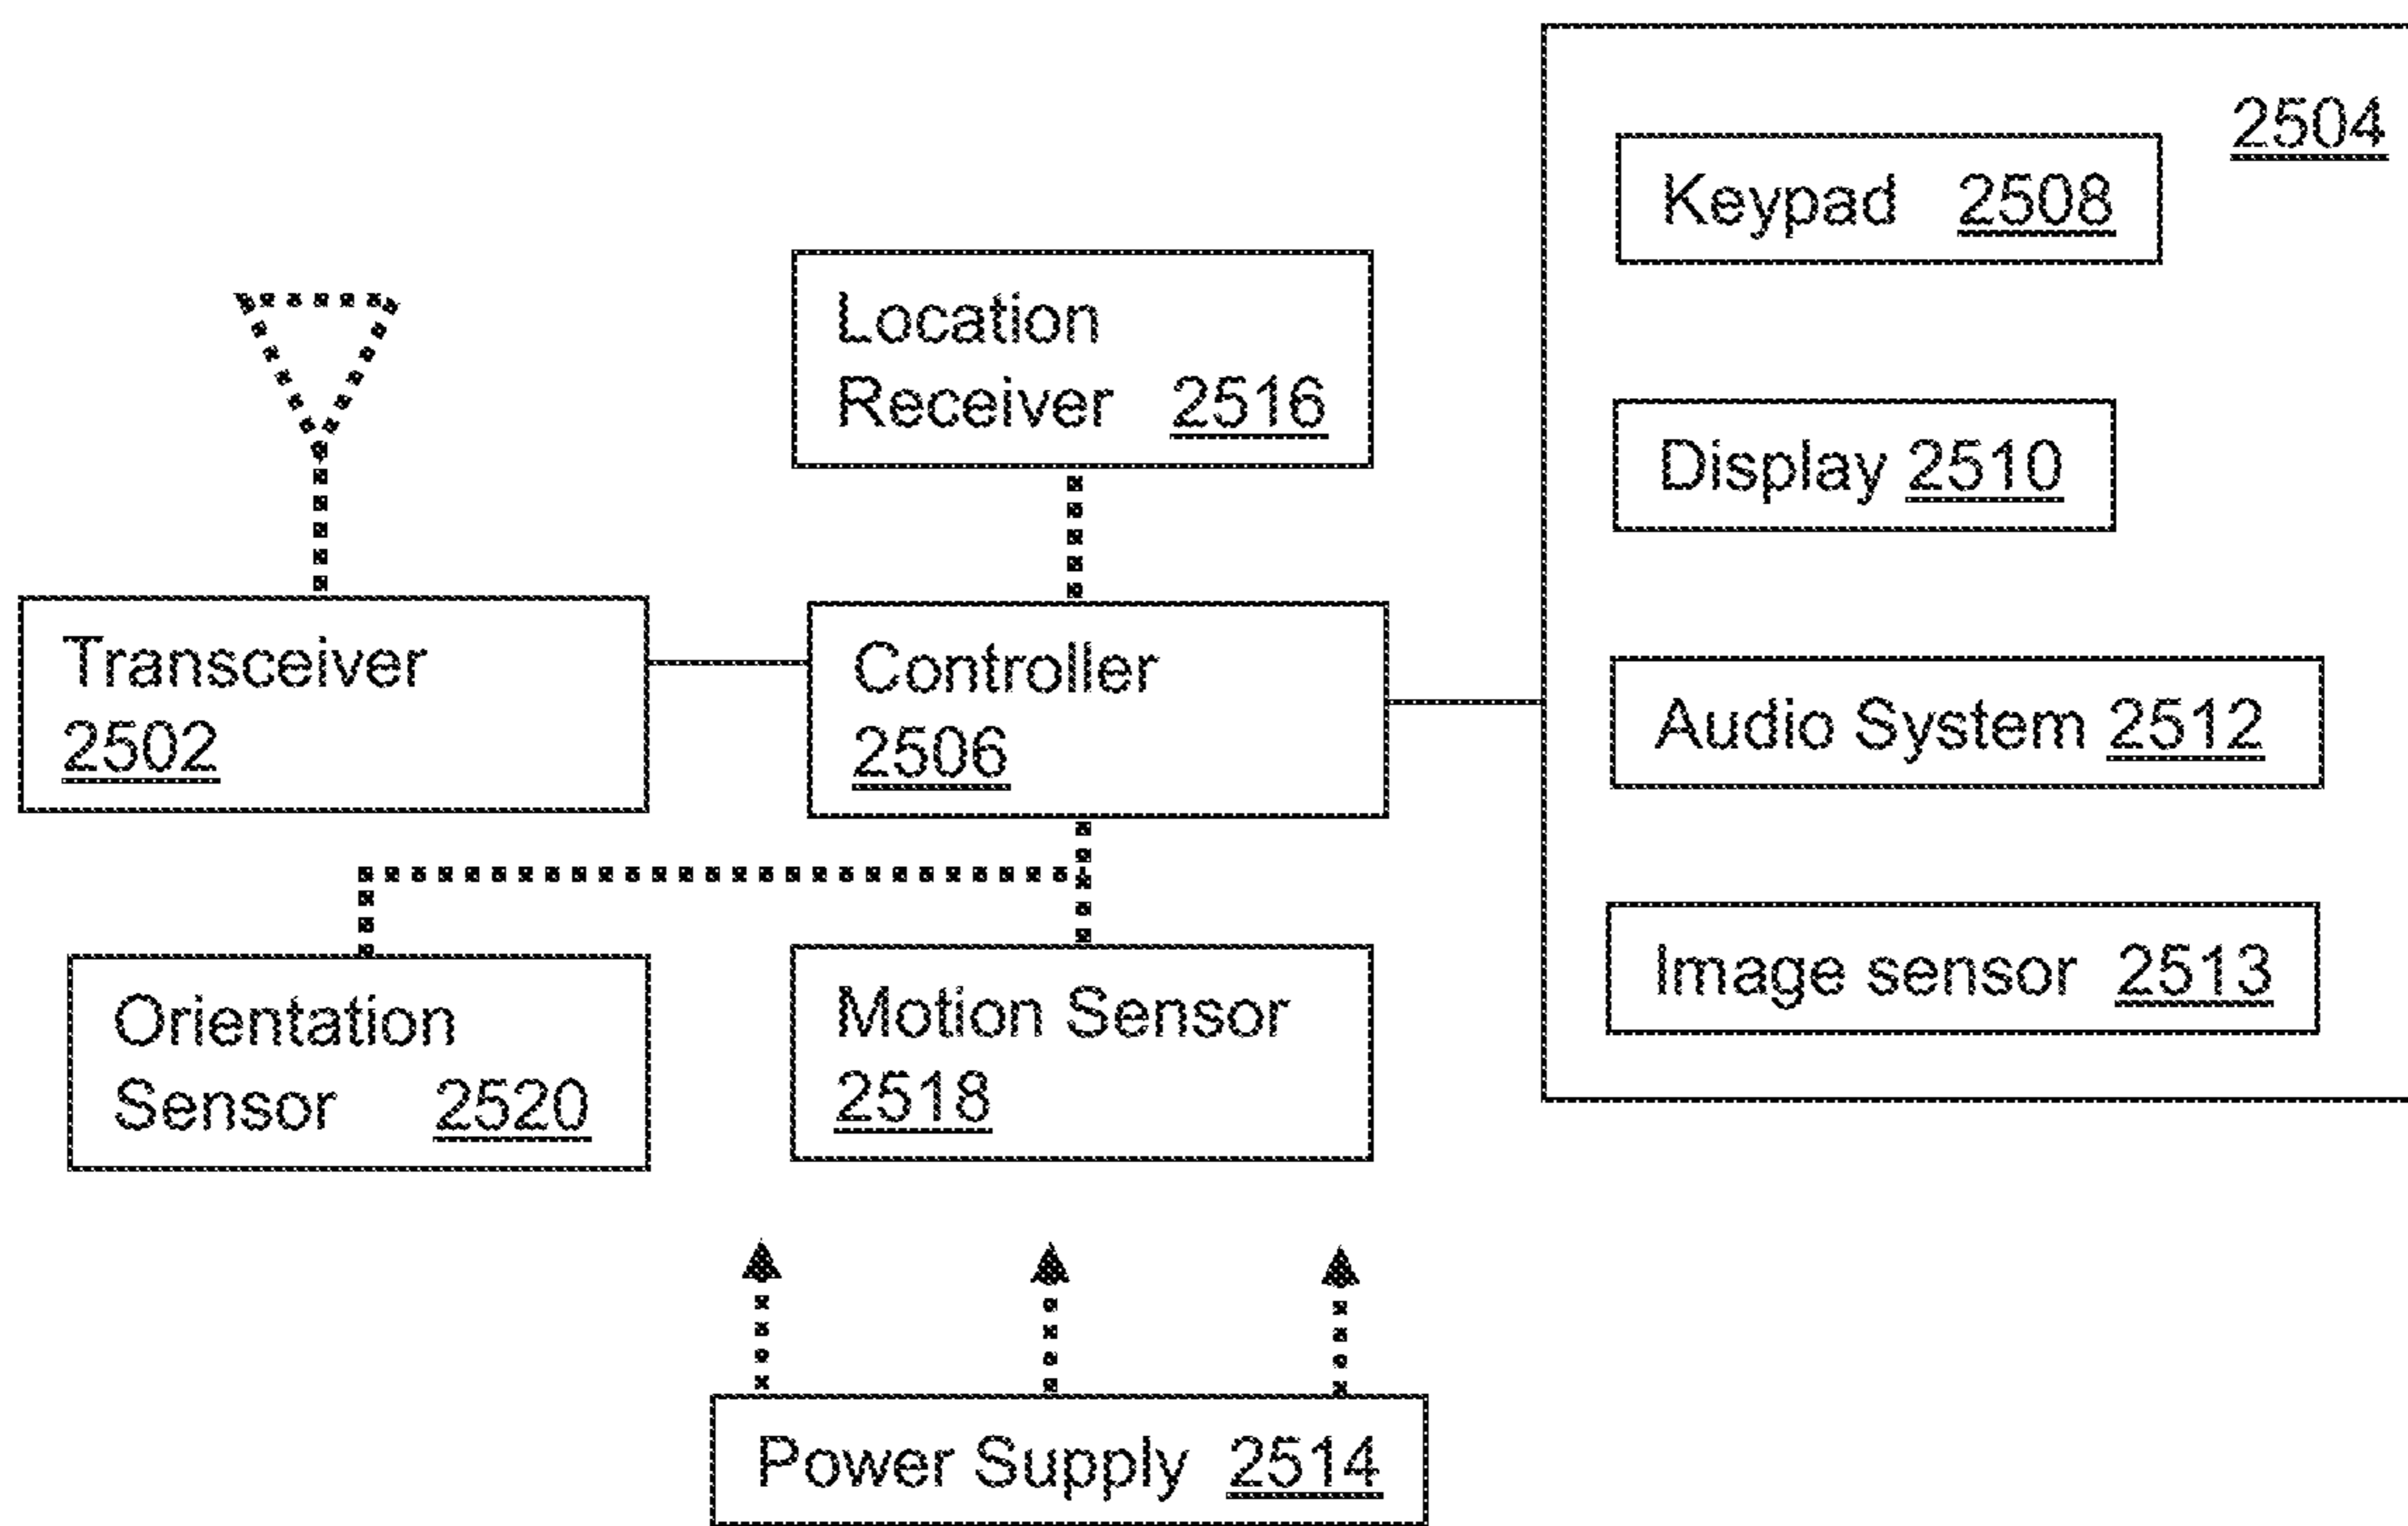 2504
Keypad 2508
Location
Receiver 2516
Display 2510
Transceiver
2502
Controller
2506
Audio System 2512
Image sensor 2513
Orientation
Sensor 2520
Motion Sensor
2518
Power Supply 2514